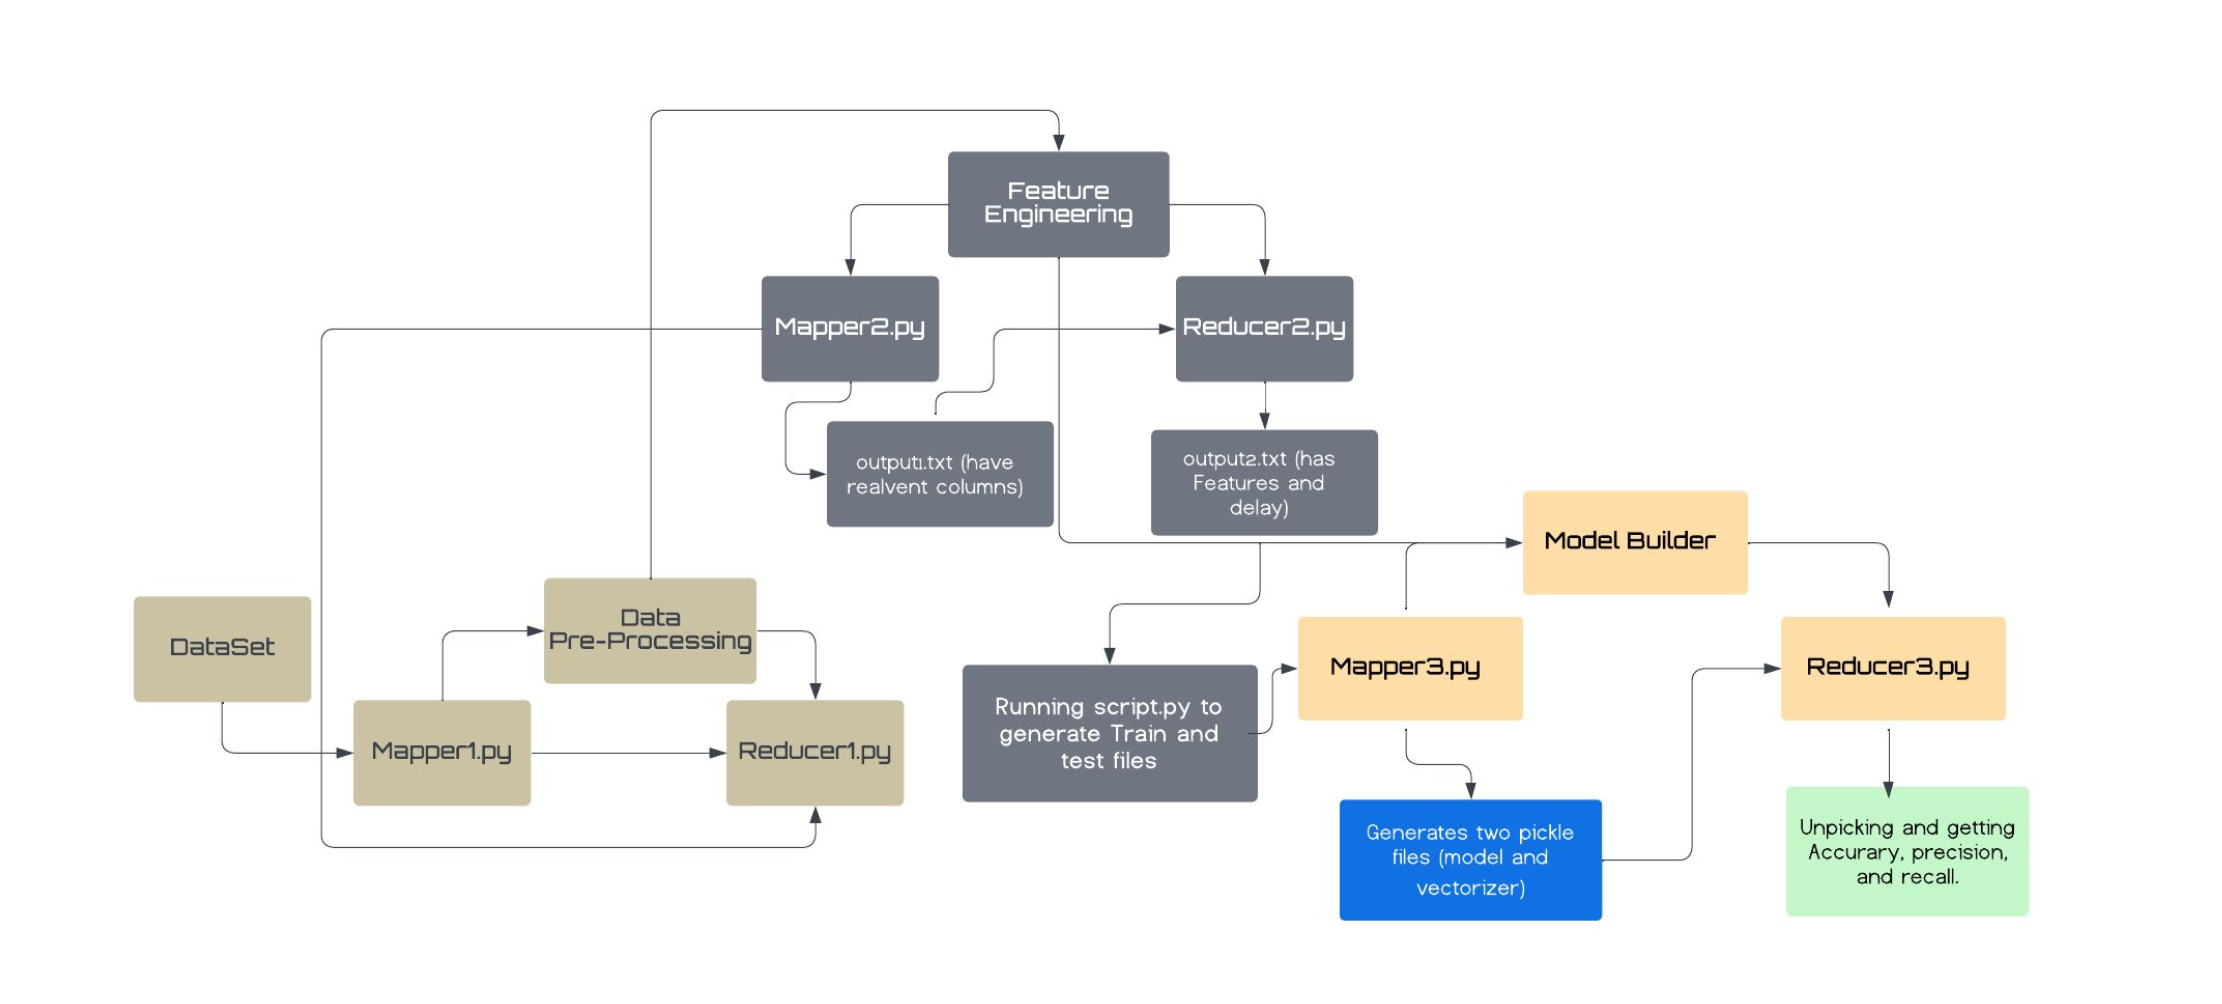 Feature
Engineering
Mapper2.py
Reducer2.py
output1.txt (have
realvent columns)
output2.txt (has
Features and
delay)
Model Builder
DataSet
Data
Pre-Processing
Mapper1.py
Reducer1.py
Running script.py to
generate Train and
test files
Mapper3.py
Reducer3.py
Generates two pickle
files (model and
vectorizer)
Unpicking and getting
Accurary, precision,
and recall.